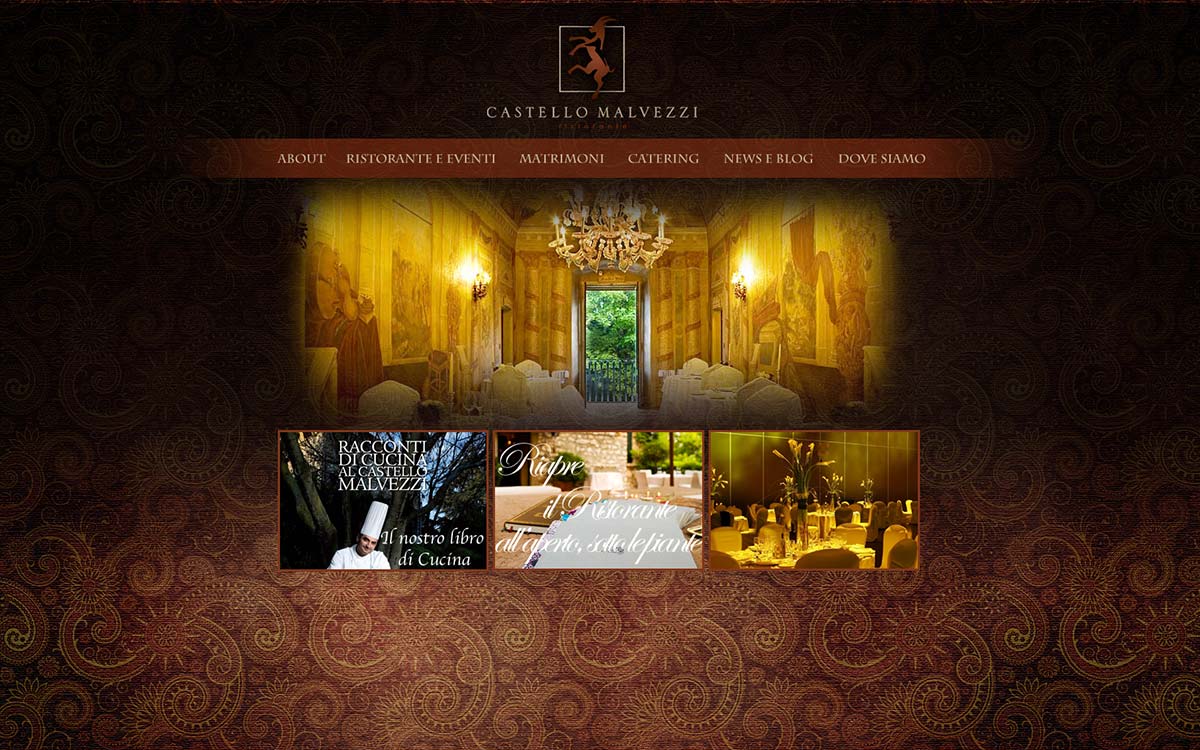 CASTELLO MALVEZZI
ristorante
ABOUT RISTORANTE E EVENTI MATRIMONI CATERING NEWS E BLOG DOVE SIAMO
RACCONTI
DI CUCINA
AL CASTELLO
MALVEZZI
Il nostro libro
di Cucina
Riapre
il Ristorante
all'aperto, sotto le piante